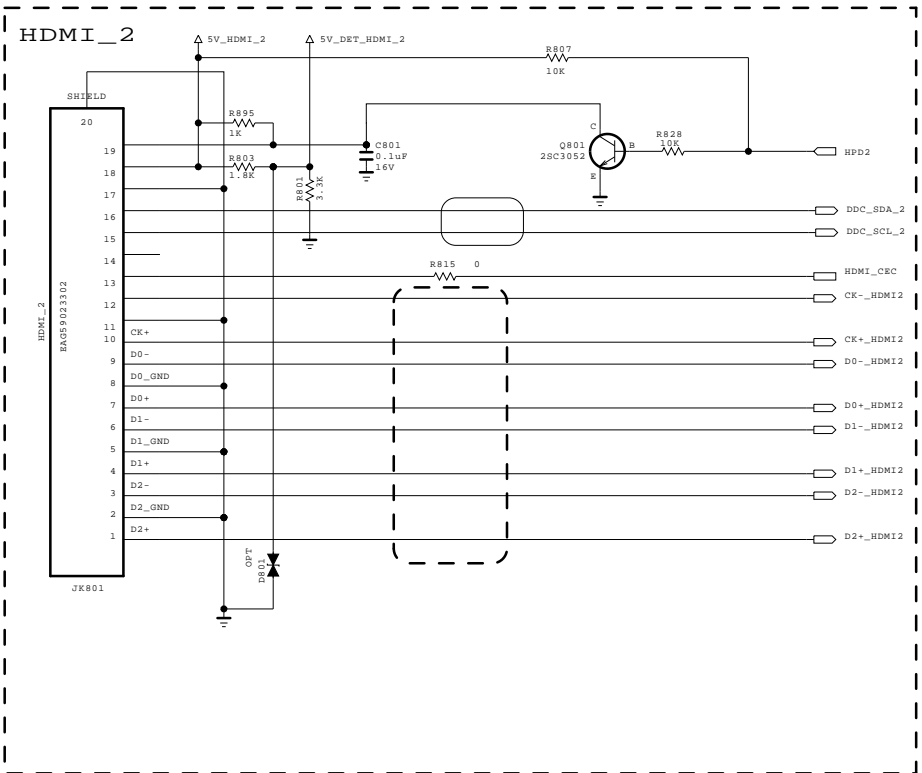 HDMI_2
5V_HDMI_2
5V_DET_HDMI_2
R807
10K
SHIELD
20
R895
1K
C801
0.1uF
16V
R803
1.8K
R801
3.3K
Q801
2SC3052
C
B
E
R828
10K
HPD2
19
18
17
16
15
14
13
12
11
10
9
8
7
6
5
4
3
2
1
DDC_SDA_2
DDC_SCL_2
R815 0
HDMI_CEC
CK-_HDMI2
HDMI_2
EAG59023302
CK+
CK+_HDMI2
D0-
D0-_HDMI2
D0_GND
D0+
D0+_HDMI2
D1-
D1-_HDMI2
D1_GND
D1+
D1+_HDMI2
D2-
D2-_HDMI2
D2_GND
D2+
D2+_HDMI2
OPT
D801
JK801